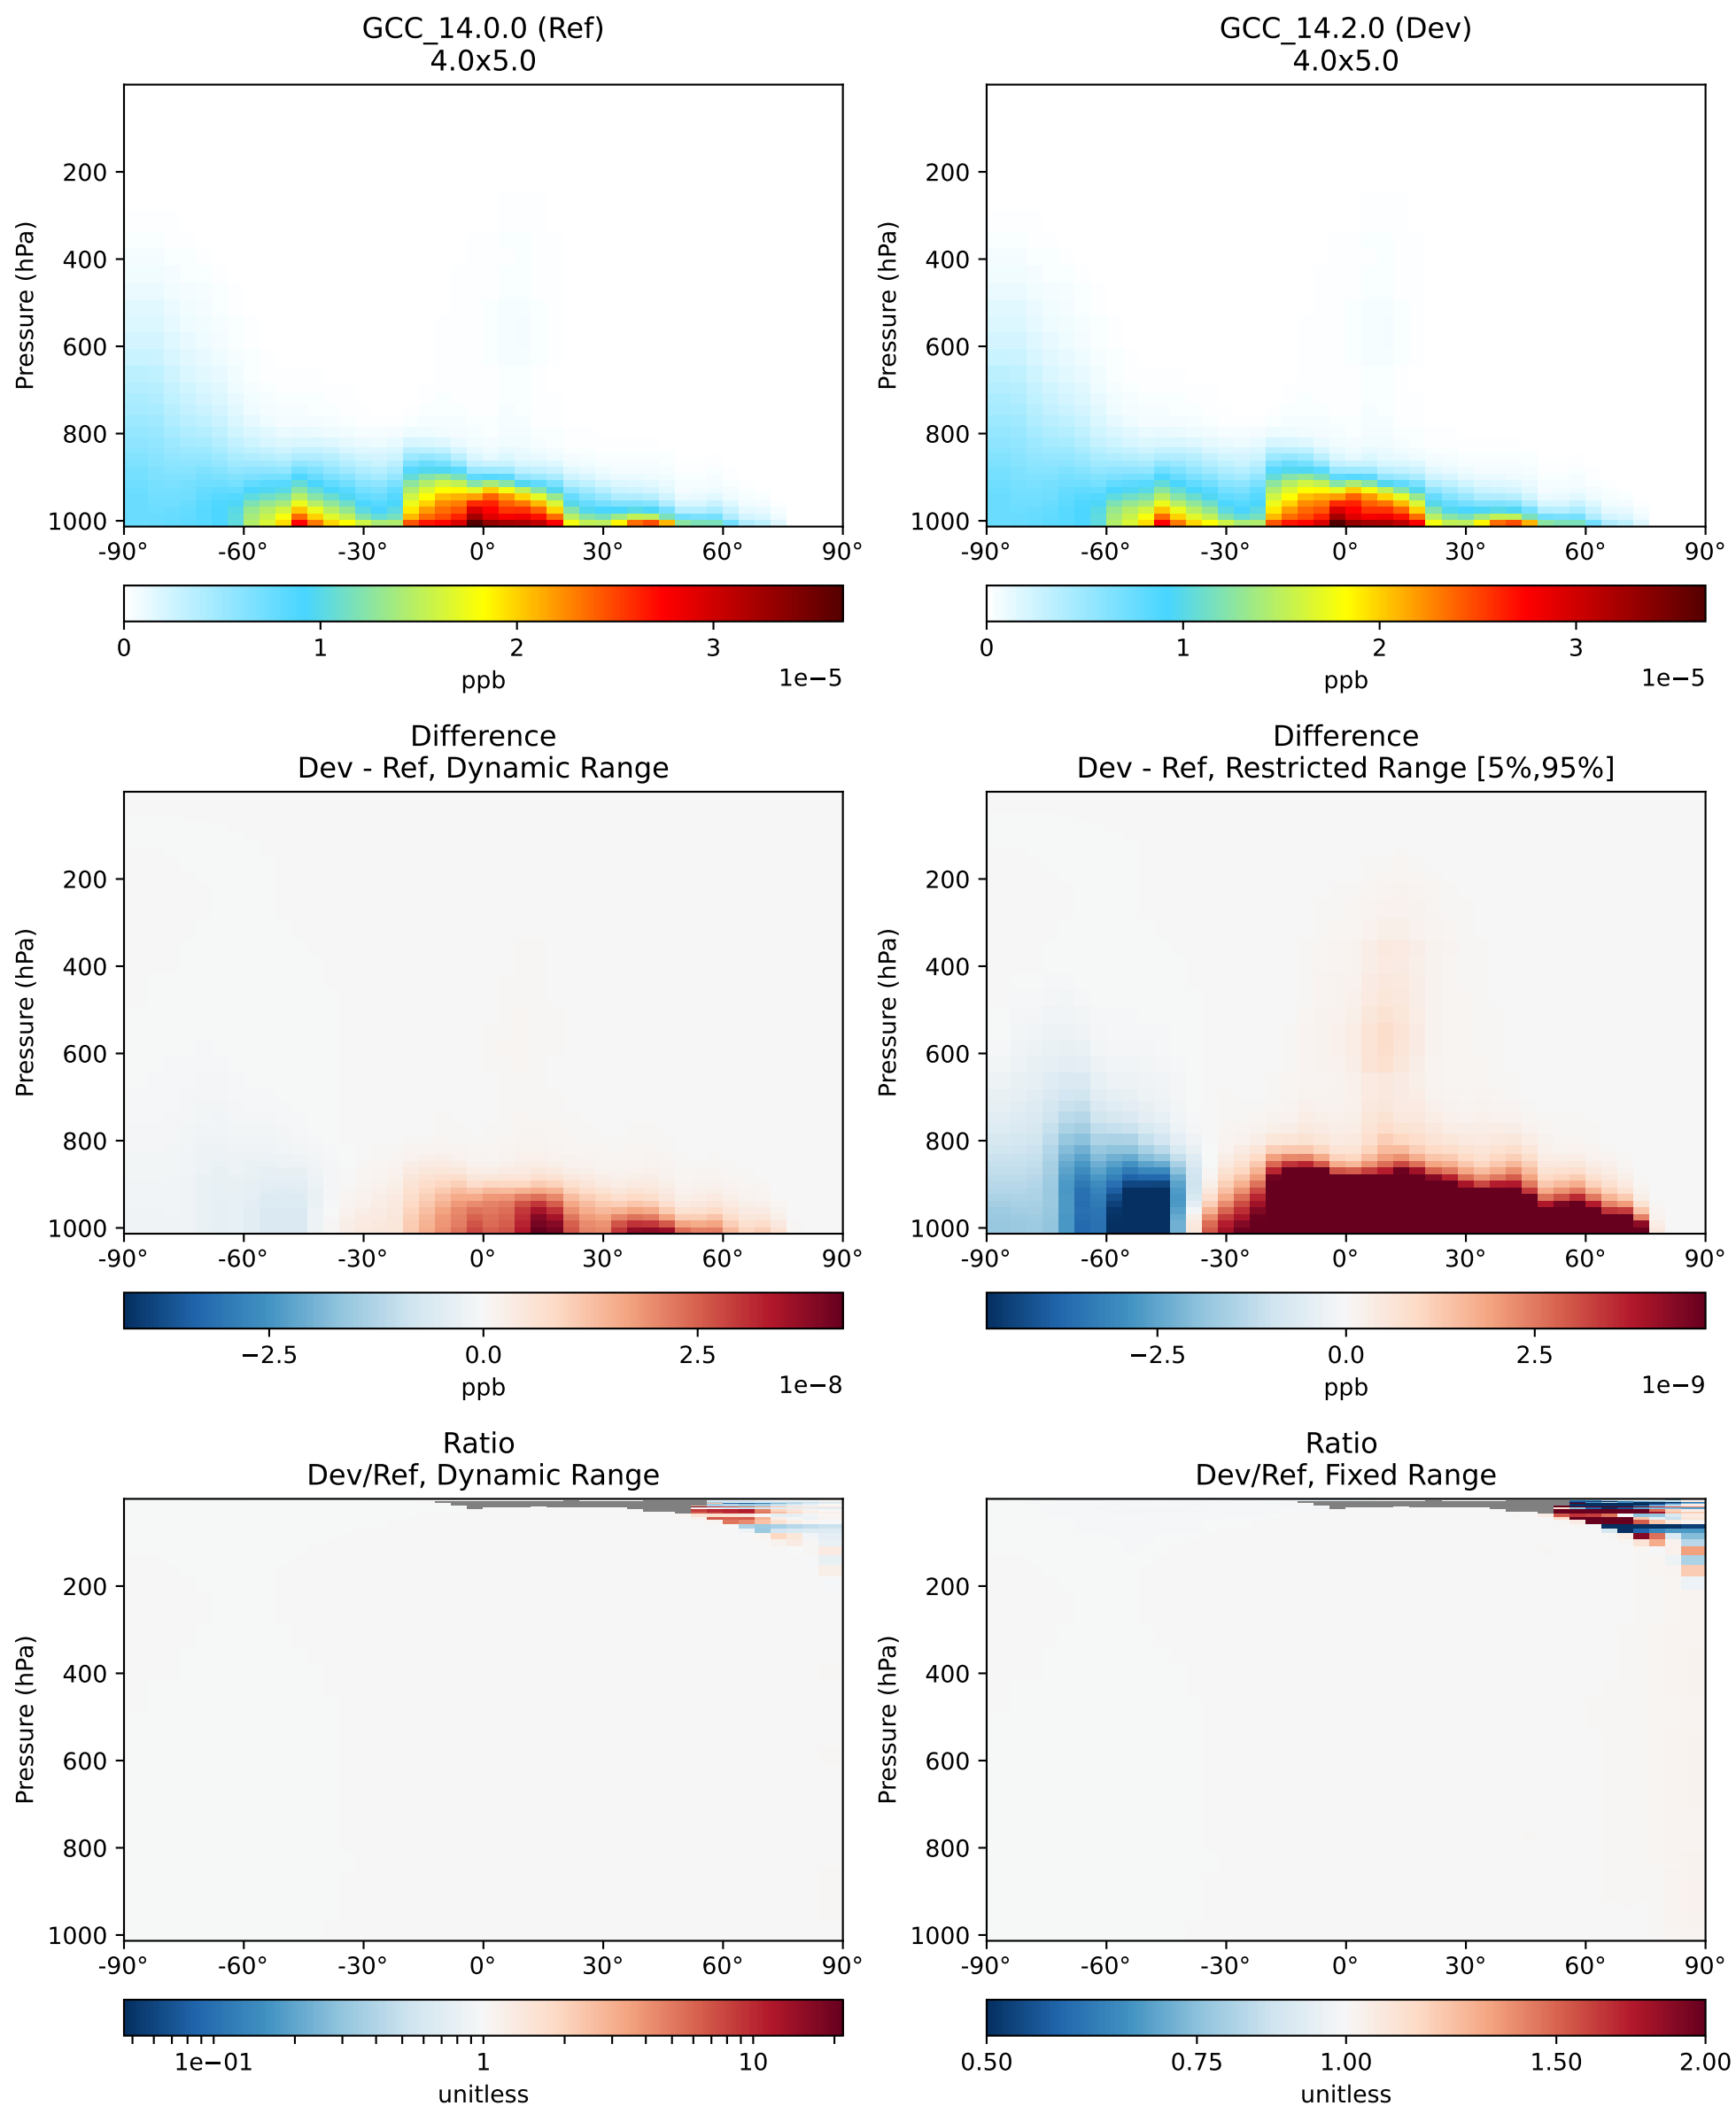 GCC_14.0.0 (Ref)
4.0x5.0
Pressure (hPa)
200
400
600
800
1000
-90° -60° -30° 0° 30° 60° 90°
0 1 2 3
1e−5
ppb
GCC_14.2.0 (Dev)
4.0x5.0
Pressure (hPa)
200
400
600
800
1000
-90° -60° -30° 0° 30° 60° 90°
0 1 2 3
1e−5
ppb
Difference
Dev - Ref, Dynamic Range
Pressure (hPa)
200
400
600
800
1000
-90° -60° -30° 0° 30° 60° 90°
−2.5 0.0 2.5
1e−8
ppb
Difference
Dev - Ref, Restricted Range [5%,95%]
Pressure (hPa)
200
400
600
800
1000
-90° -60° -30° 0° 30° 60° 90°
−2.5 0.0 2.5
1e−9
ppb
Ratio
Dev/Ref, Dynamic Range
Pressure (hPa)
200
400
600
800
1000
-90° -60° -30° 0° 30° 60° 90°
1e−01 1 10
unitless
Ratio
Dev/Ref, Fixed Range
Pressure (hPa)
200
400
600
800
1000
-90° -60° -30° 0° 30° 60° 90°
0.50 0.75 1.00 1.50 2.00
unitless